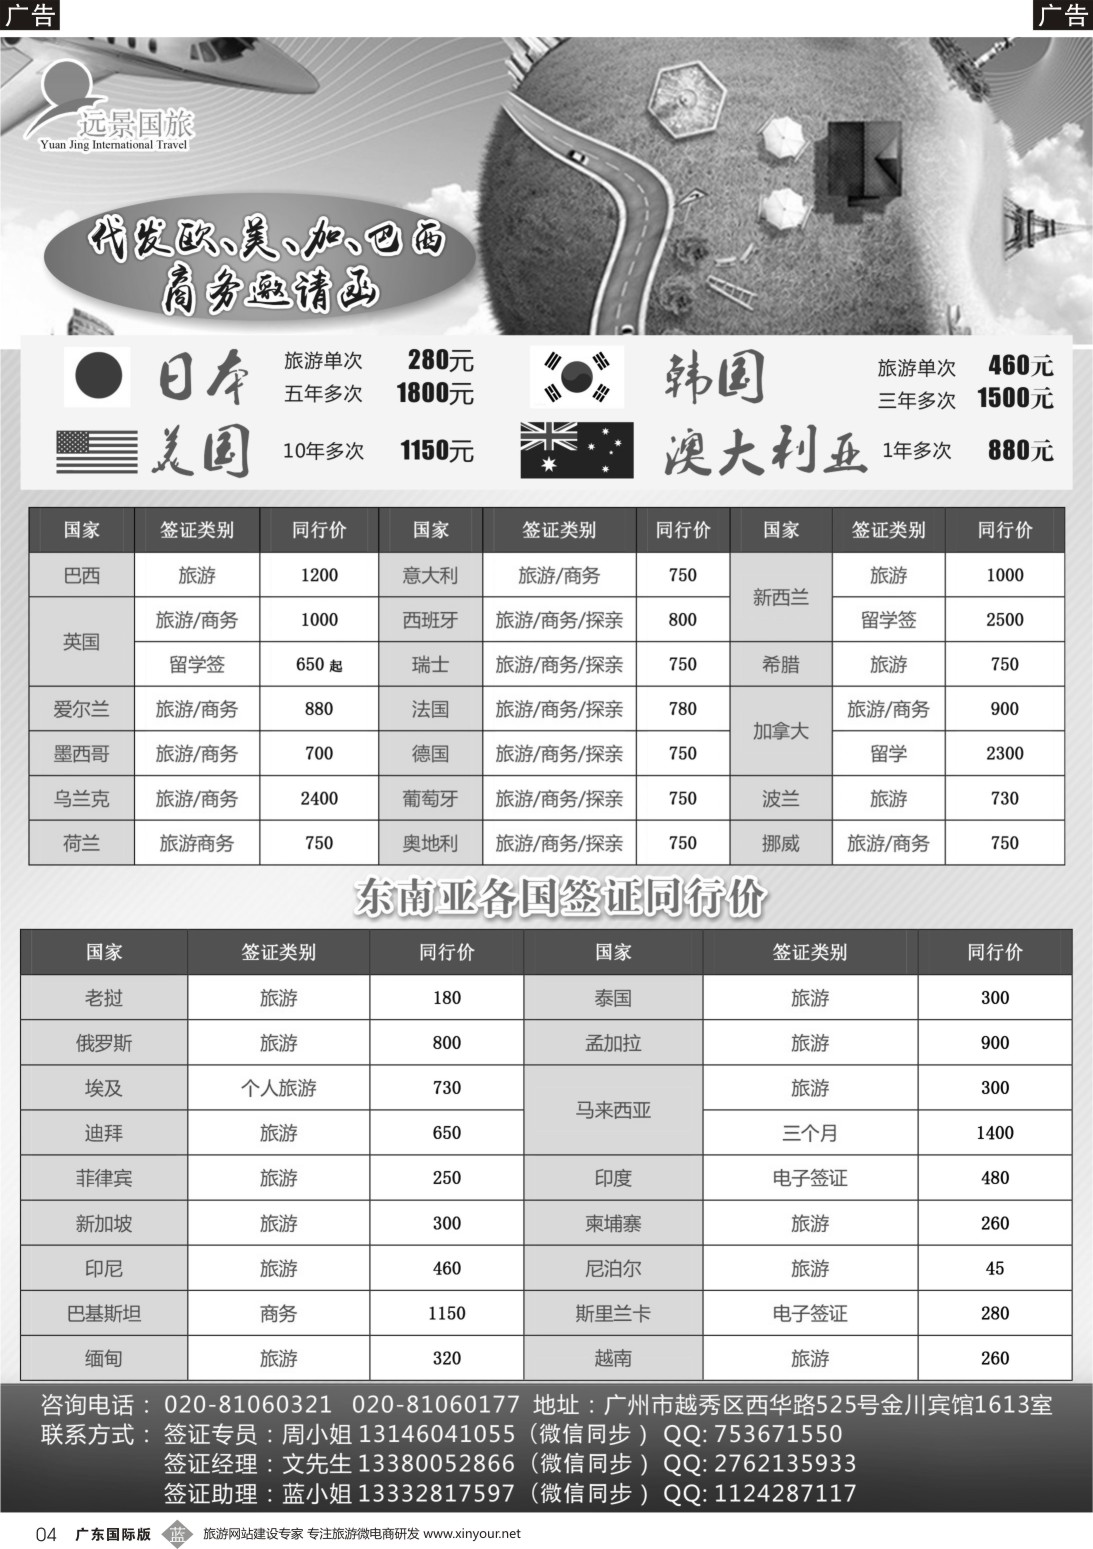 广告
广告
远景国旅
Yuan Jing International Travel
代发欧、美、加、巴西
商务邀请函
日本 旅游单次 280元
五年多次 1800元
韩国 旅游单次 460元
三年多次 1500元
美国 10年多次 1150元
澳大利亚 1年多次 880元
国家 签证类别 同行价 国家 签证类别 同行价 国家 签证类别 同行价
巴西 旅游 1200 意大利 旅游/商务 750 新西兰 旅游 1000
英国 旅游/商务 1000 西班牙 旅游/商务/探亲 800 留学签 2500
留学签 650 起 瑞士 旅游/商务/探亲 750 希腊 旅游 750
爱尔兰 旅游/商务 880 法国 旅游/商务/探亲 780 加拿大 旅游/商务 900
墨西哥 旅游/商务 700 德国 旅游/商务/探亲 750 留学 2300
乌兰克 旅游/商务 2400 葡萄牙 旅游/商务/探亲 750 波兰 旅游 730
荷兰 旅游商务 750 奥地利 旅游/商务/探亲 750 挪威 旅游/商务 750
东南亚各国签证同行价
国家 签证类别 同行价 国家 签证类别 同行价
老挝 旅游 180 泰国 旅游 300
俄罗斯 旅游 800 孟加拉 旅游 900
埃及 个人旅游 730 马来西亚 旅游 300
迪拜 旅游 650 三个月 1400
菲律宾 旅游 250 印度 电子签证 480
新加坡 旅游 300 柬埔寨 旅游 260
印尼 旅游 460 尼泊尔 旅游 45
巴基斯坦 商务 1150 斯里兰卡 电子签证 280
缅甸 旅游 320 越南 旅游 260
咨询电话： 020-81060321 020-81060177 地址：广州市越秀区西华路525号金川宾馆1613室
联系方式： 签证专员：周小姐 13146041055（微信同步） QQ: 753671550
签证经理：文先生 13380052866（微信同步） QQ: 2762135933
签证助理：蓝小姐 13332817597（微信同步） QQ: 1124287117
04 广东国际版 蓝 旅游网站建设专家 专注旅游微电商研发 www.xinyour.net